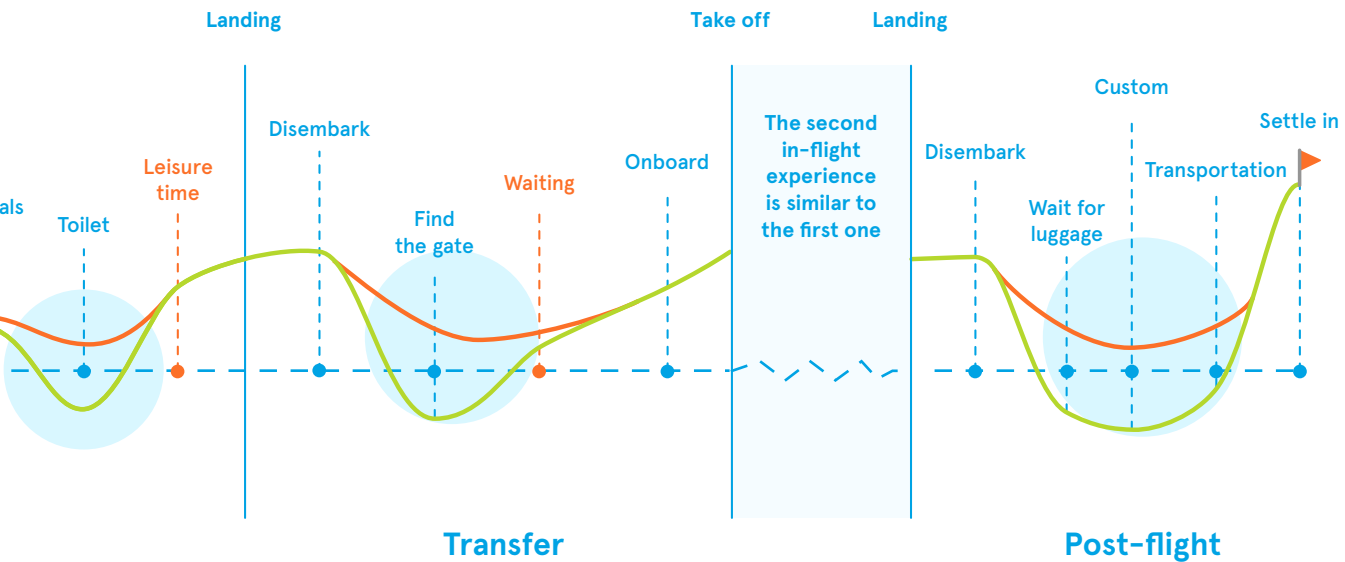 Landing
Take off
Landing
als
Toilet
Leisure
time
Disembark
Find
the gate
Waiting
Onboard
The second
in-flight
experience
is similar to
the first one
Disembark
Wait for
luggage
Custom
Transportation
Settle in
Transfer
Post-flight